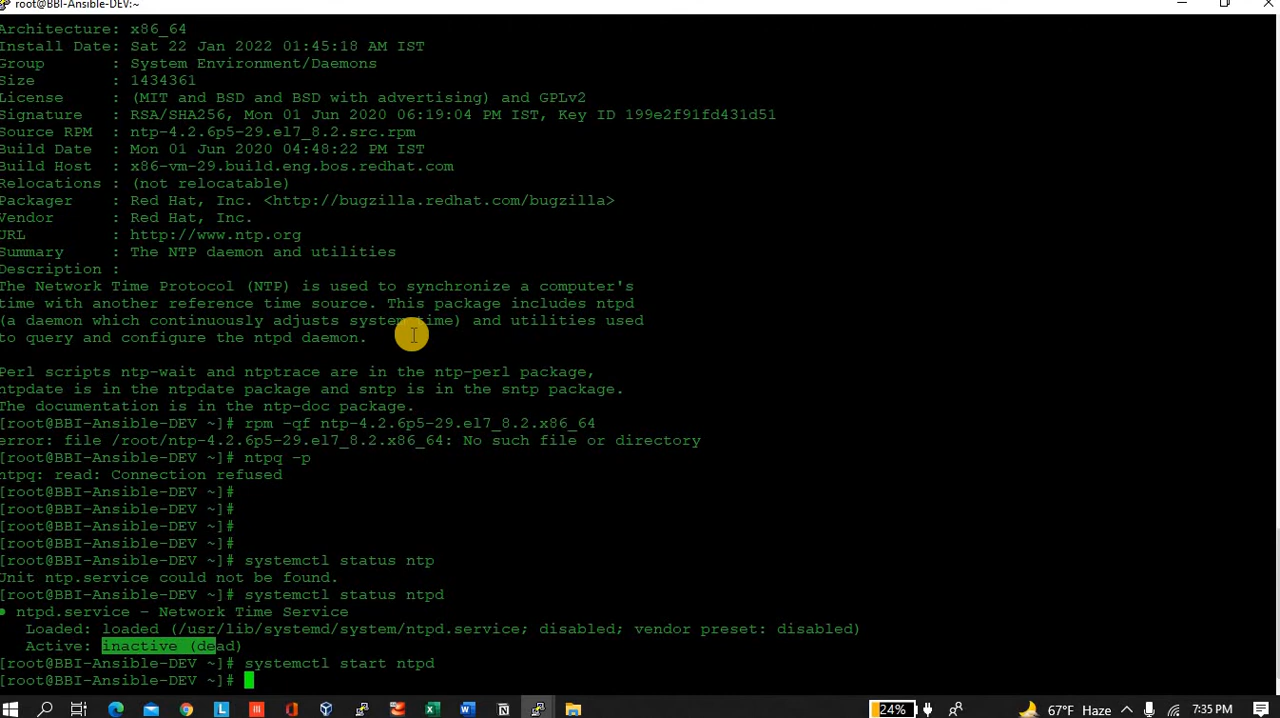 root@BBI-Ansible-DEV:~
Architecture: x86_64
Install Date: Sat 22 Jan 2022 01:45:18 AM IST
Group       : System Environment/Daemons
Size        : 1434361
License     : (MIT and BSD and BSD with advertising) and GPLv2
Signature   : RSA/SHA256, Mon 01 Jun 2020 06:19:04 PM IST, Key ID 199e2f91fd431d51
Source RPM  : ntp-4.2.6p5-29.el7_8.2.src.rpm
Build Date  : Mon 01 Jun 2020 04:48:22 PM IST
Build Host  : x86-vm-29.build.eng.bos.redhat.com
Relocations : (not relocatable)
Packager    : Red Hat, Inc. <http://bugzilla.redhat.com/bugzilla>
Vendor      : Red Hat, Inc.
URL         : http://www.ntp.org
Summary     : The NTP daemon and utilities
Description :
The Network Time Protocol (NTP) is used to synchronize a computer's
time with another reference time source. This package includes ntpd
(a daemon which continuously adjusts system time) and utilities used
to query and configure the ntpd daemon.
Perl scripts ntp-wait and ntptrace are in the ntp-perl package,
ntpdate is in the ntpdate package and sntp is in the sntp package.
The documentation is in the ntp-doc package.
[root@BBI-Ansible-DEV ~]# rpm -qf ntp-4.2.6p5-29.el7_8.2.x86_64
error: file /root/ntp-4.2.6p5-29.el7_8.2.x86_64: No such file or directory
[root@BBI-Ansible-DEV ~]# ntpq -p
ntpq: read: Connection refused
[root@BBI-Ansible-DEV ~]#
[root@BBI-Ansible-DEV ~]#
[root@BBI-Ansible-DEV ~]#
[root@BBI-Ansible-DEV ~]#
[root@BBI-Ansible-DEV ~]# systemctl status ntp
Unit ntp.service could not be found.
[root@BBI-Ansible-DEV ~]# systemctl status ntpd
● ntpd.service - Network Time Service
   Loaded: loaded (/usr/lib/systemd/system/ntpd.service; disabled; vendor preset: disabled)
   Active: inactive (dead)
[root@BBI-Ansible-DEV ~]# systemctl start ntpd
[root@BBI-Ansible-DEV ~]#
24% 67°F Haze 7:35 PM